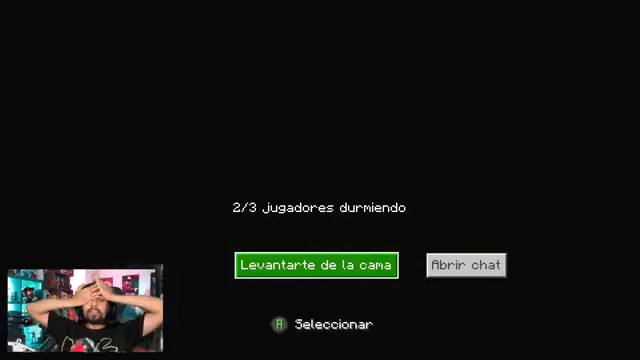 2/3 jugadores durmiendo
Levantarte de la cama
Abrir chat
A Seleccionar